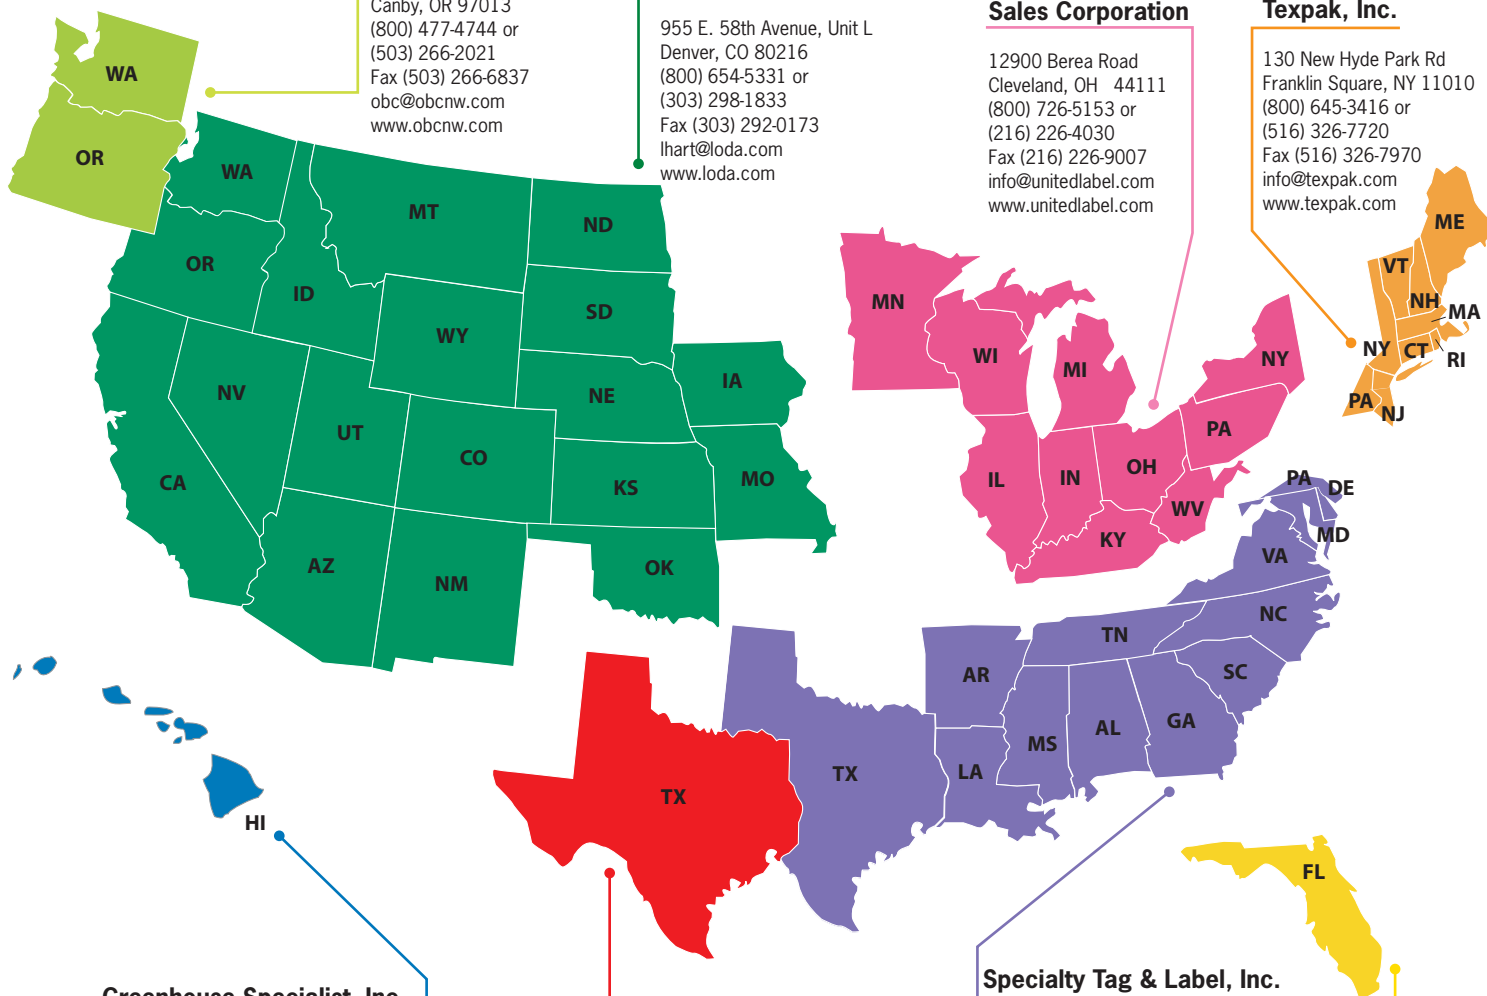 Canby, OR 97013
(800) 477-4744 or
(503) 266-2021
Fax (503) 266-6837
obc@obcnw.com
www.obcnw.com
955 E. 58th Avenue, Unit L
Denver, CO 80216
(800) 654-5331 or
(303) 298-1833
Fax (303) 292-0173
lhart@loda.com
www.loda.com
Sales Corporation
12900 Berea Road
Cleveland, OH 44111
(800) 726-5153 or
(216) 226-4030
Fax (216) 226-9007
info@unitedlabel.com
www.unitedlabel.com
Texpak, Inc.
130 New Hyde Park Rd
Franklin Square, NY 11010
(800) 645-3416 or
(516) 326-7720
Fax (516) 326-7970
info@texpak.com
www.texpak.com
WA
OR
WA
OR
ID
MT
ND
SD
WY
NE
IA
NV
UT
CO
CA
KS
MO
AZ
NM
OK
MN
WI
MI
NY
PA
IL
IN
OH
WV
KY
ME
VT
NH
MA
NY
CT
RI
PA
NJ
PA
DE
MD
VA
NC
TN
SC
AR
MS
AL
GA
LA
TX
TX
HI
FL
Greenhouse Specialist, Inc.
Specialty Tag & Label, Inc.